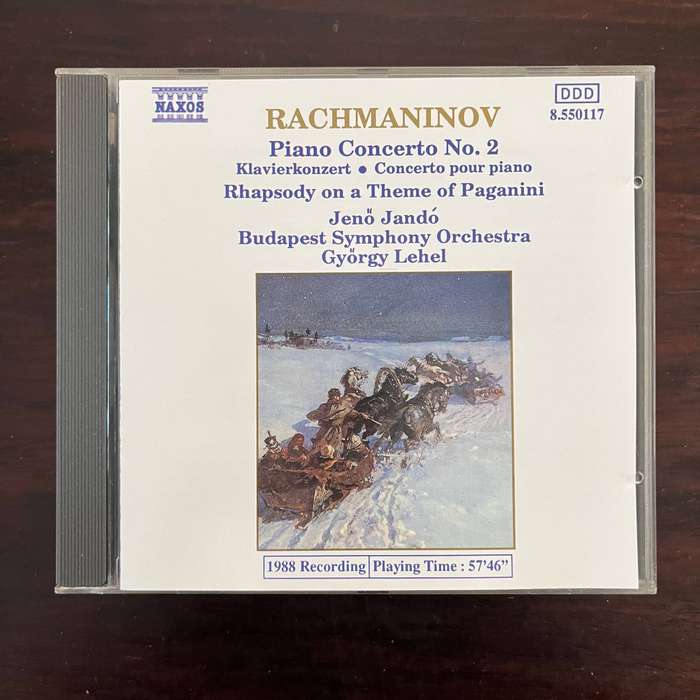 NAXOS
DDD
8.550117
RACHMANINOV
Piano Concerto No. 2
Klavierkonzert • Concerto pour piano
Rhapsody on a Theme of Paganini
Jenő Jandó
Budapest Symphony Orchestra
Győrgy Lehel
1988 Recording Playing Time : 57'46"